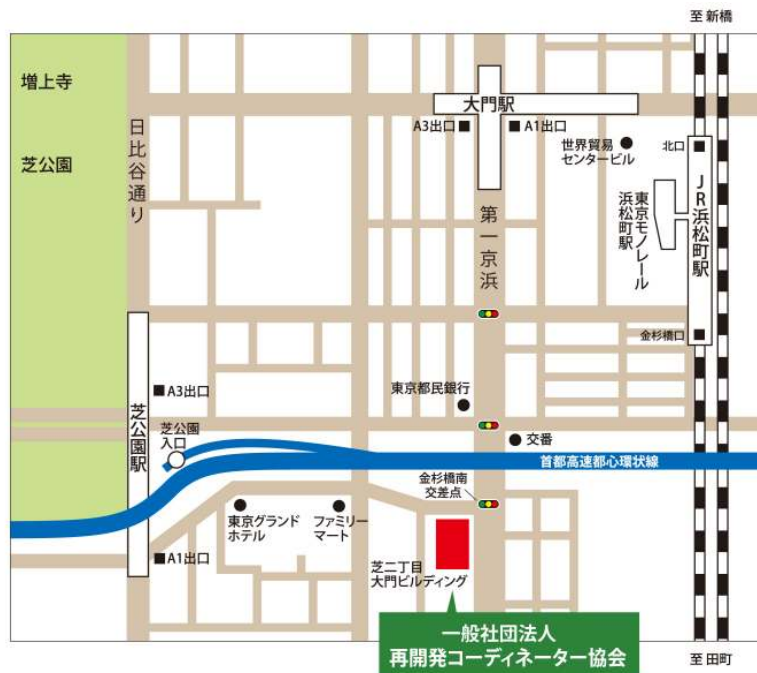 至 新橋
増上寺
芝公園
日比谷通り
大門駅
A3出口
A1出口
世界貿易
センタービル
北口
JR浜松町駅
東京モノレール
浜松町駅
第一京浜
金杉橋口
A3出口
東京都民銀行
芝公園
入口
交番
芝公園駅
首都高速都心環状線
金杉橋南
交差点
東京グランド
ホテル
ファミリー
マート
A1出口
芝二丁目
大門ビルディング
一般社団法人
再開発コーディネーター協会
至 田町